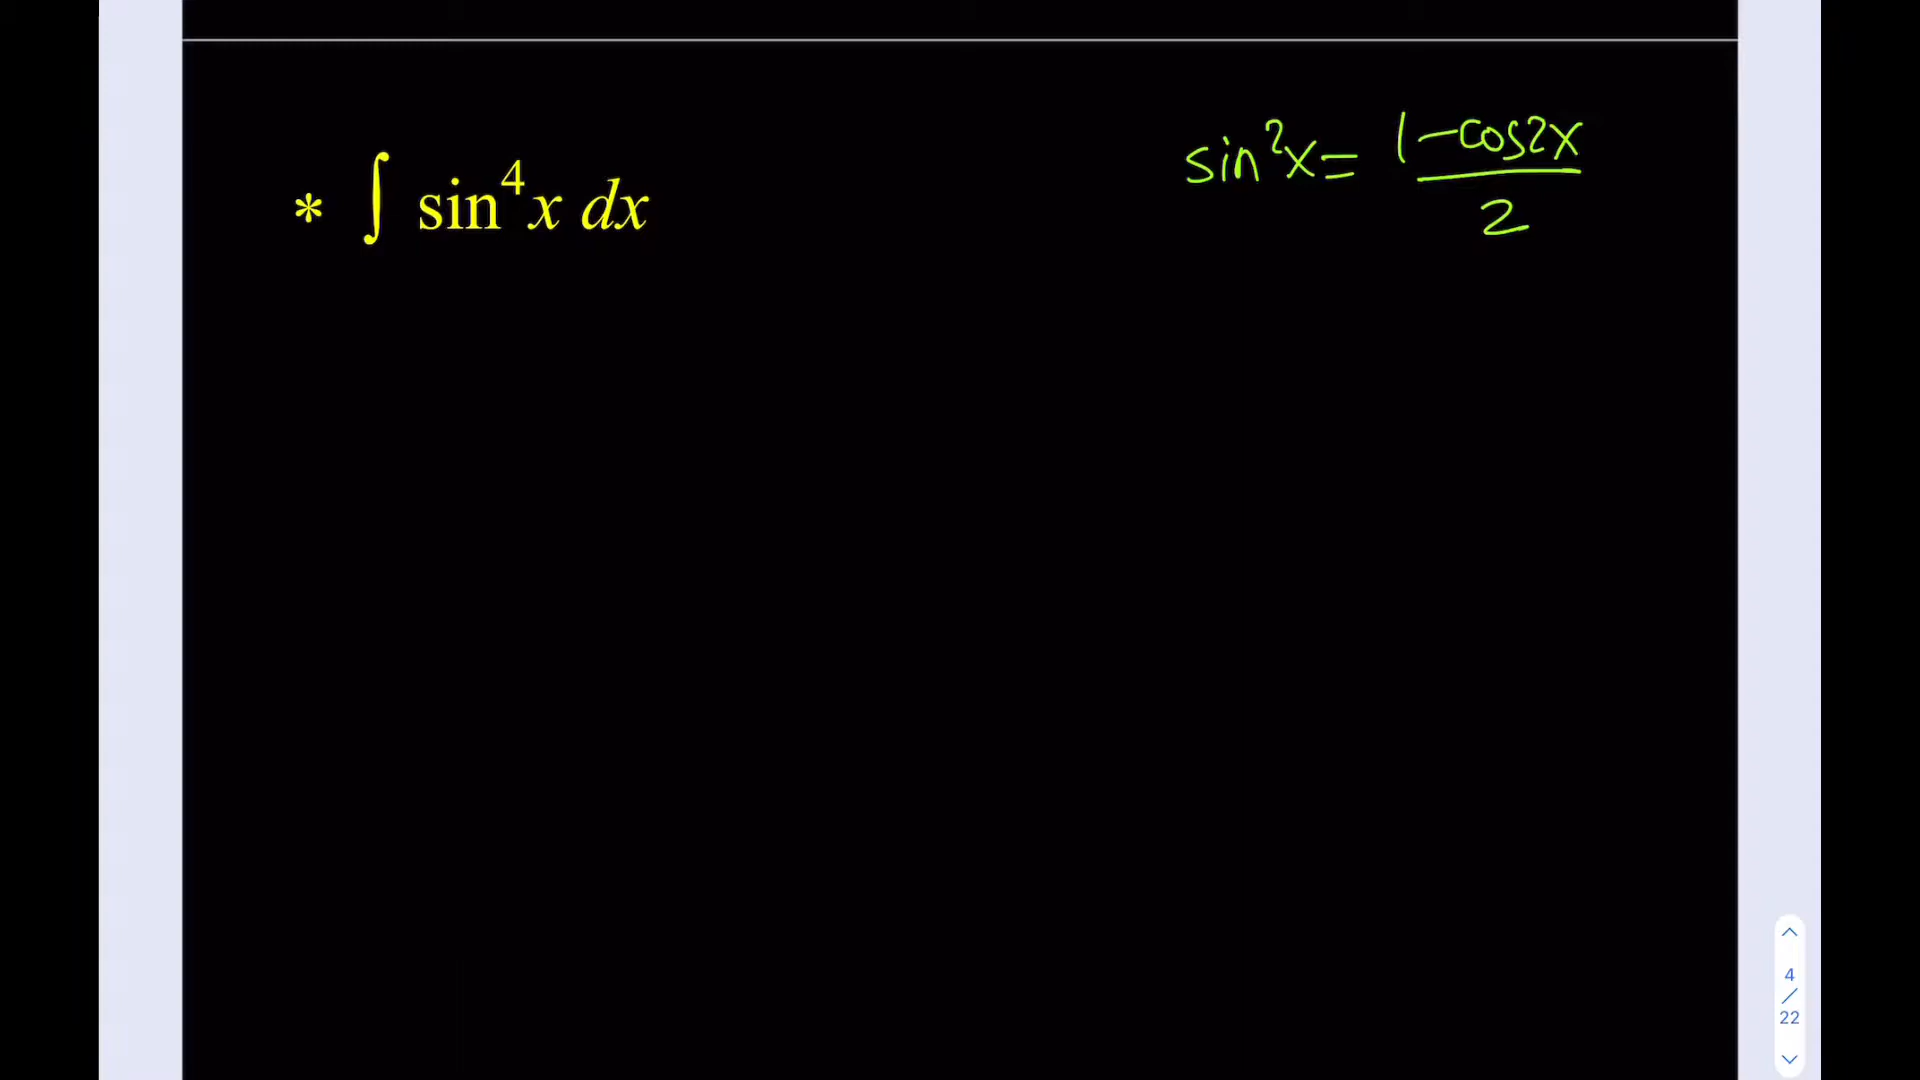 * ∫ sin⁴x dx
sin²x = (1-cos2x)/2
4
/
22